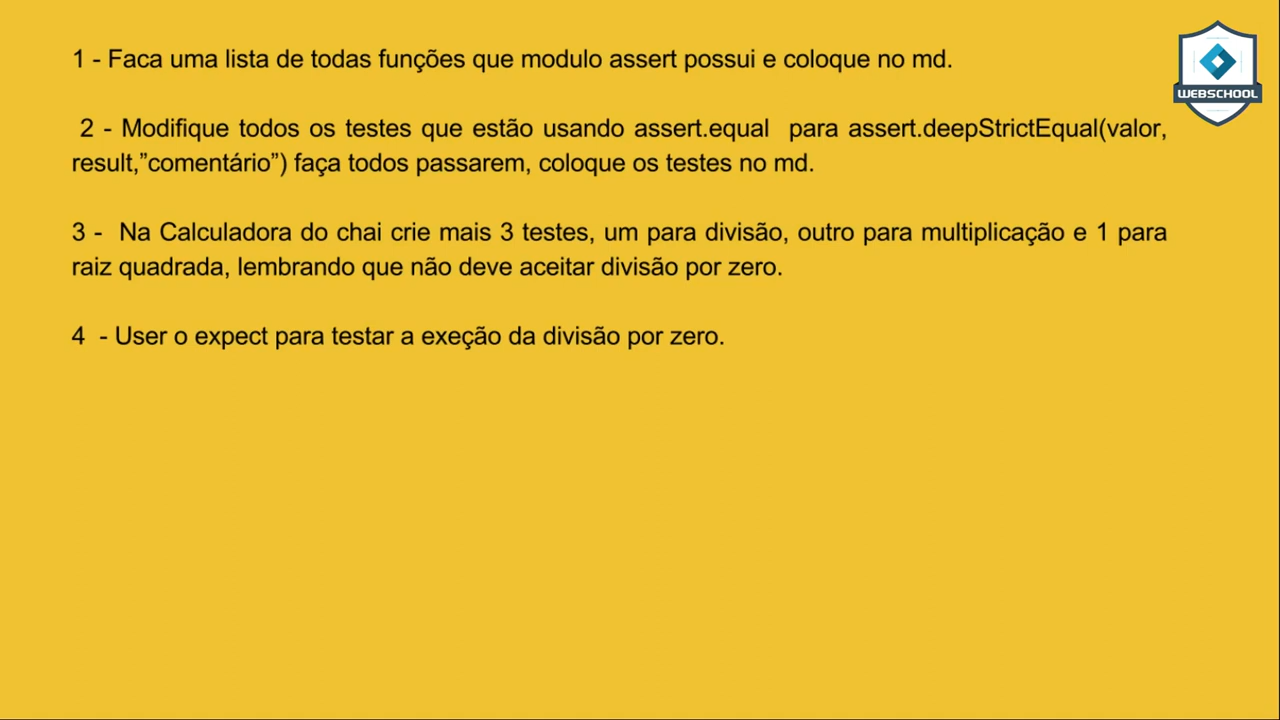 1 - Faca uma lista de todas funções que modulo assert possui e coloque no md.
WEBSCHOOL
2 - Modifique todos os testes que estão usando assert.equal para assert.deepStrictEqual(valor,
result,”comentário”) faça todos passarem, coloque os testes no md.
3 - Na Calculadora do chai crie mais 3 testes, um para divisão, outro para multiplicação e 1 para
raiz quadrada, lembrando que não deve aceitar divisão por zero.
4 - User o expect para testar a exeção da divisão por zero.